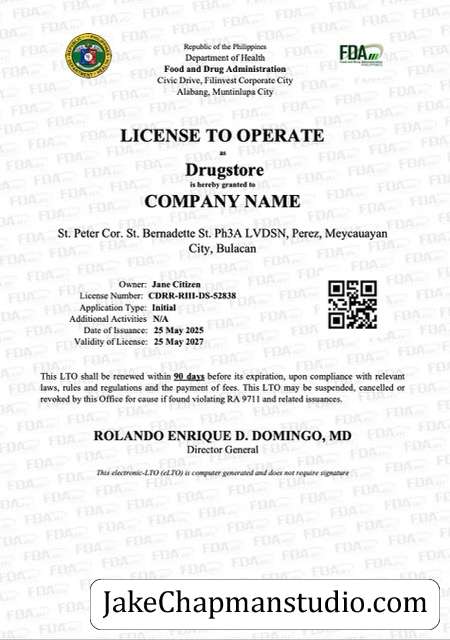 Republic of the Philippines
Department of Health
Food and Drug Administration
Civic Drive, Filinvest Corporate City
Alabang, Muntinlupa City
FDA
LICENSE TO OPERATE
as
Drugstore
is hereby granted to
COMPANY NAME
St. Peter Cor. St. Bernadette St. Ph3A LVDSN, Perez, Meycauayan
City, Bulacan
Owner: Jane Citizen
License Number: CDRR-RIII-DS-52838
Application Type: Initial
Additional Activities N/A
Date of Issuance: 25 May 2025
Validity of License: 25 May 2027
This LTO shall be renewed within 90 days before its expiration, upon compliance with relevant
laws, rules and regulations and the payment of fees. This LTO may be suspended, cancelled or
revoked by this Office for cause if found violating RA 9711 and related issuances.
ROLANDO ENRIQUE D. DOMINGO, MD
Director General
This electronic-LTO (eLTO) is computer generated and does not require signature
JakeChapmanstudio.com